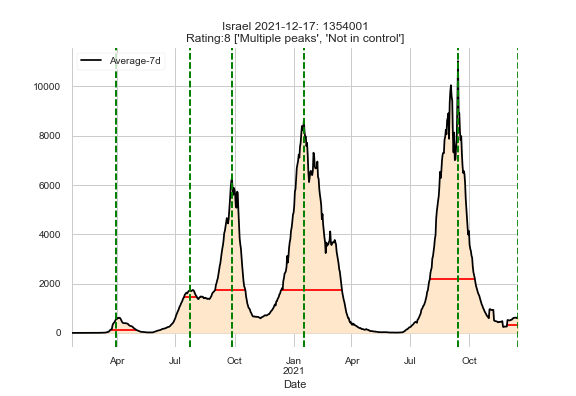 Israel 2021-12-17: 1354001
Rating:8 ['Multiple peaks', 'Not in control']
Average-7d
10000
8000
6000
4000
2000
0
Apr
Jul
Oct
Jan
2021
Apr
Jul
Oct
Date